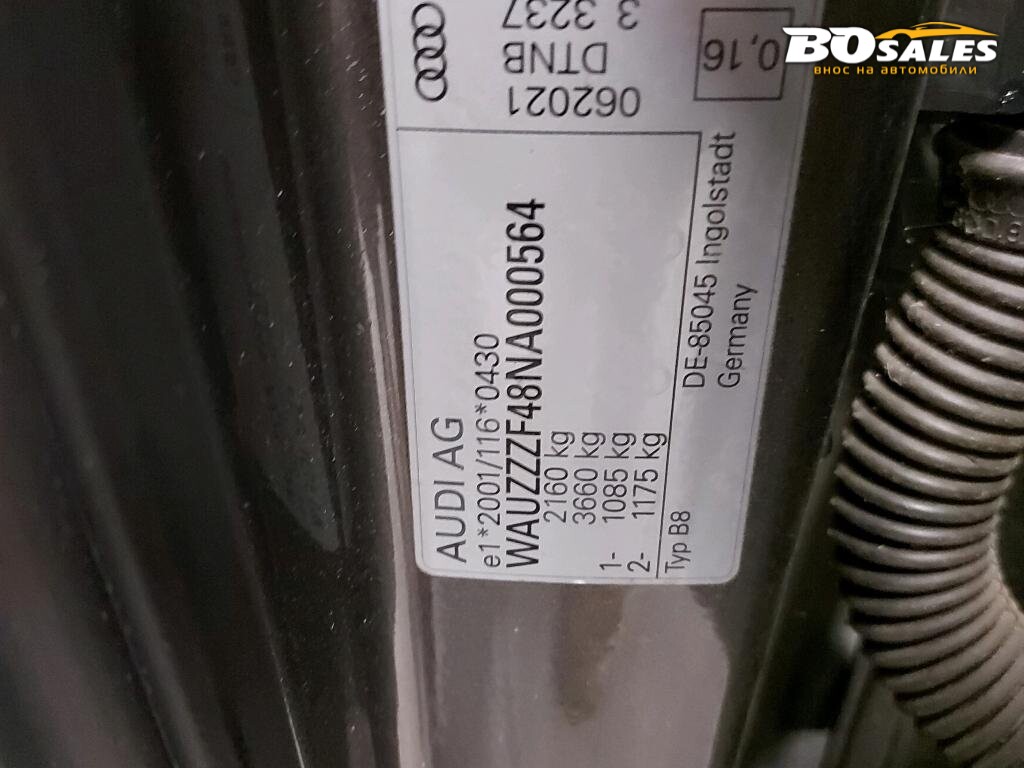 BOSALES
внос на автомобили
3 3237
DTNB
062021
0,16
AUDI AG
e1*2001/116*0430
WAUZZZF48NA000564
2160 kg
3660 kg
1- 1085 kg
2- 1175 kg
Typ B8
DE-85045 Ingolstadt
Germany